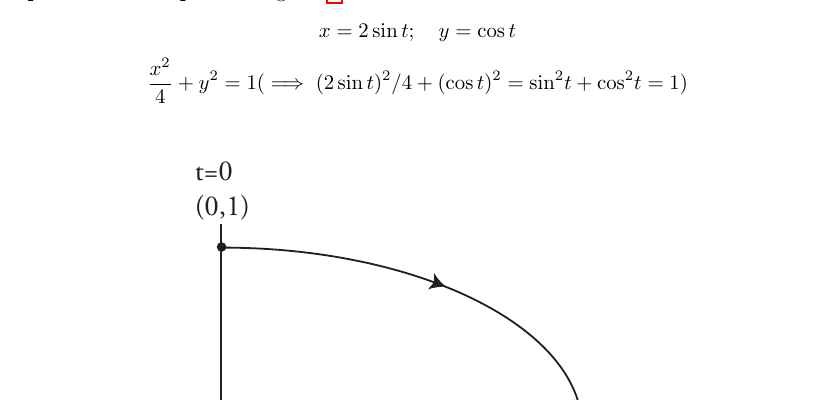 x = 2 sin t;   y = cos t
x²/4 + y² = 1( ⟹ (2 sin t)²/4 + (cos t)² = sin²t + cos²t = 1)
t=0
(0,1)